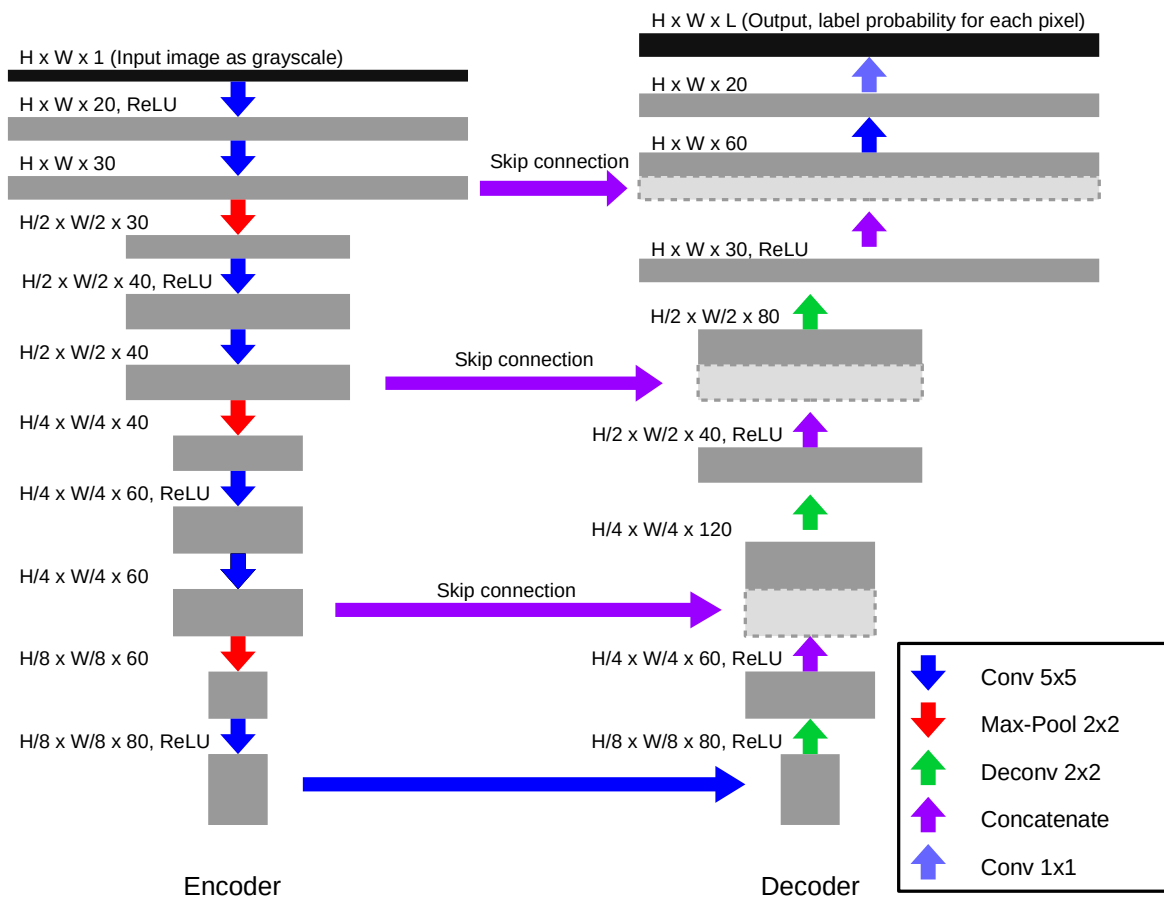 H x W x 1 (Input image as grayscale)
H x W x 20, ReLU
H x W x 30
H/2 x W/2 x 30
H/2 x W/2 x 40, ReLU
H/2 x W/2 x 40
H/4 x W/4 x 40
H/4 x W/4 x 60, ReLU
H/4 x W/4 x 60
H/8 x W/8 x 60
H/8 x W/8 x 80, ReLU
Encoder
Skip connection
Skip connection
Skip connection
H x W x L (Output, label probability for each pixel)
H x W x 20
H x W x 60
H x W x 30, ReLU
H/2 x W/2 x 80
H/2 x W/2 x 40, ReLU
H/4 x W/4 x 120
H/4 x W/4 x 60, ReLU
H/8 x W/8 x 80, ReLU
Decoder
Conv 5x5
Max-Pool 2x2
Deconv 2x2
Concatenate
Conv 1x1